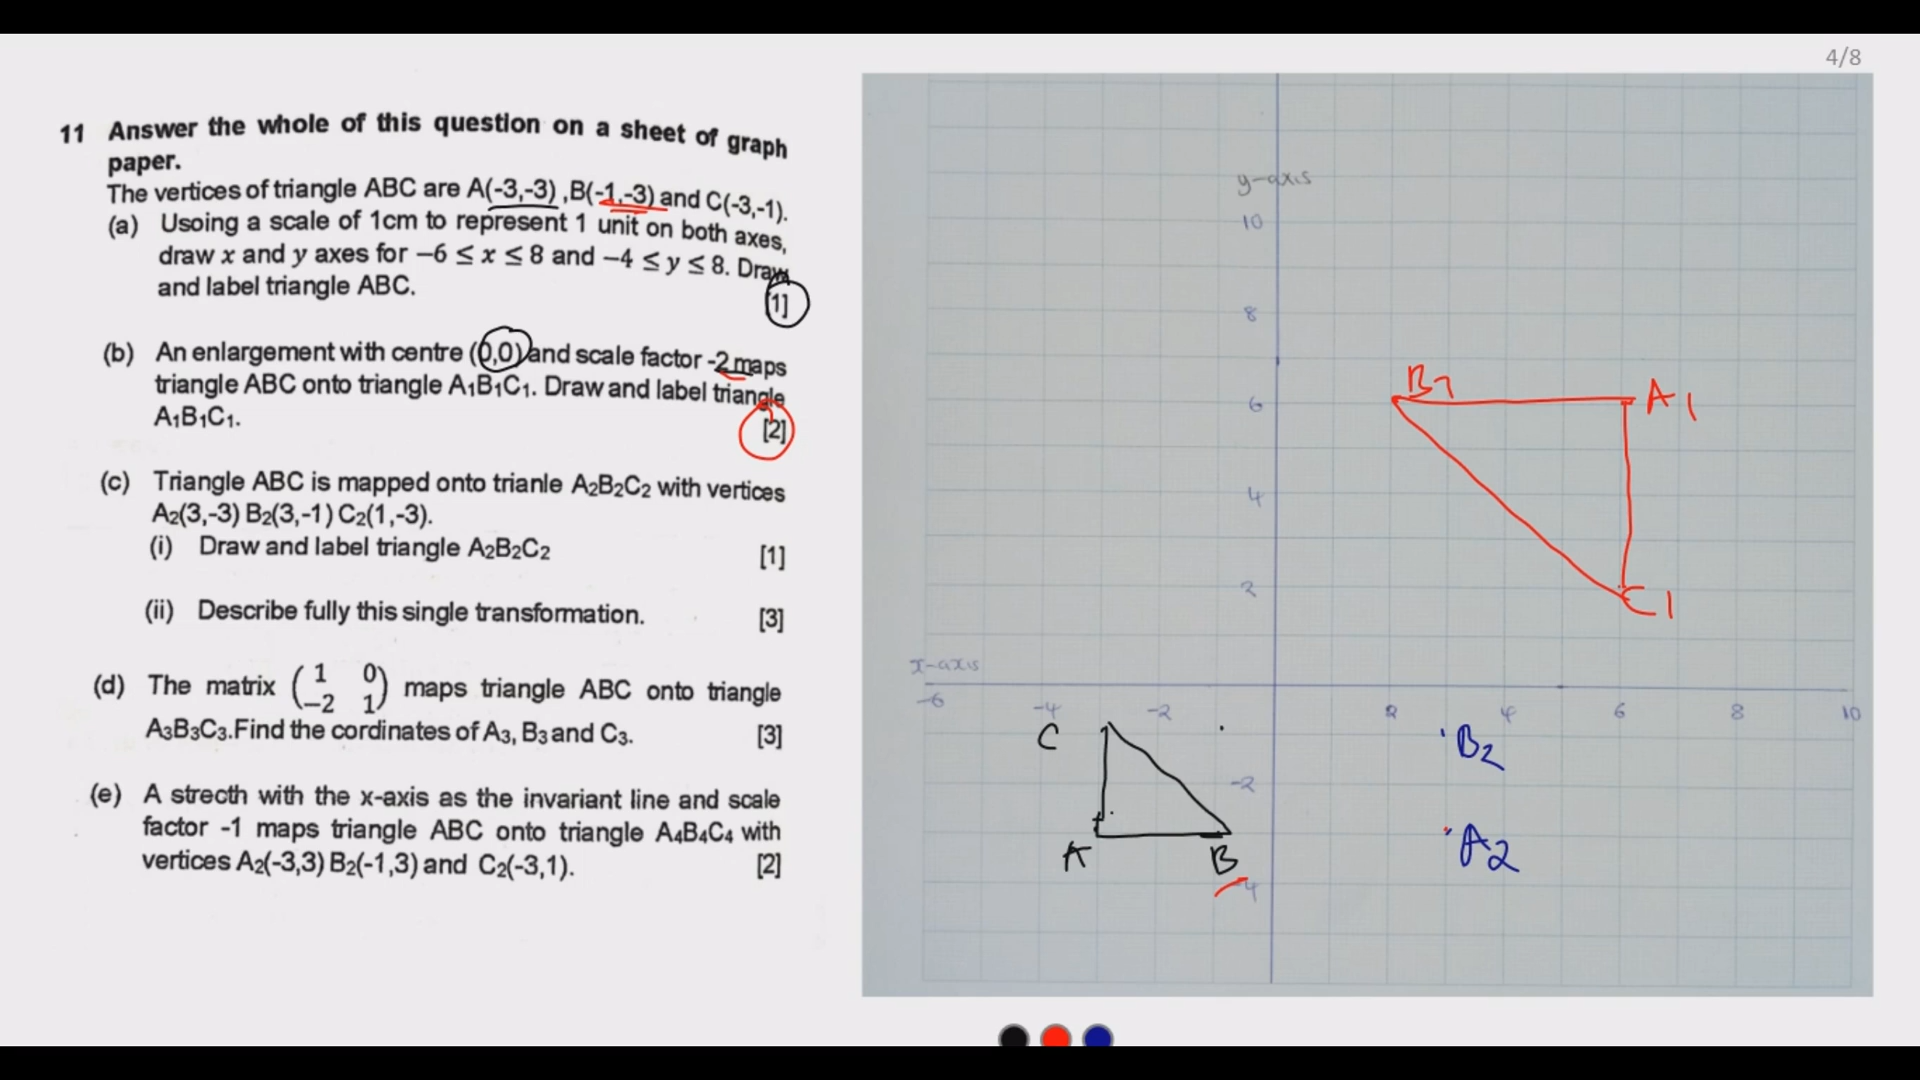 4/8
11 Answer the whole of this question on a sheet of graph
paper.
The vertices of triangle ABC are A(-3,-3) ,B(-1,-3) and C(-3,-1).
(a) Usoing a scale of 1cm to represent 1 unit on both axes,
draw x and y axes for −6 ≤ x ≤ 8 and −4 ≤ y ≤ 8. Draw
and label triangle ABC.
[1]
(b) An enlargement with centre (0,0) and scale factor -2 maps
triangle ABC onto triangle A₁B₁C₁. Draw and label triangle
A₁B₁C₁.
[2]
(c) Triangle ABC is mapped onto trianle A₂B₂C₂ with vertices
A₂(3,-3) B₂(3,-1) C₂(1,-3).
(i) Draw and label triangle A₂B₂C₂ [1]
(ii) Describe fully this single transformation. [3]
(d) The matrix (1 0 −2 1) maps triangle ABC onto triangle
A₃B₃C₃.Find the cordinates of A₃, B₃ and C₃. [3]
(e) A strecth with the x-axis as the invariant line and scale
factor -1 maps triangle ABC onto triangle A₄B₄C₄ with
vertices A₂(-3,3) B₂(-1,3) and C₂(-3,1). [2]
y-axis
10
8
B1 A1
6
4
2
C1
x-axis
-6 -4 -2 2 4 6 8 10
C B2
-2
A B A2
-4